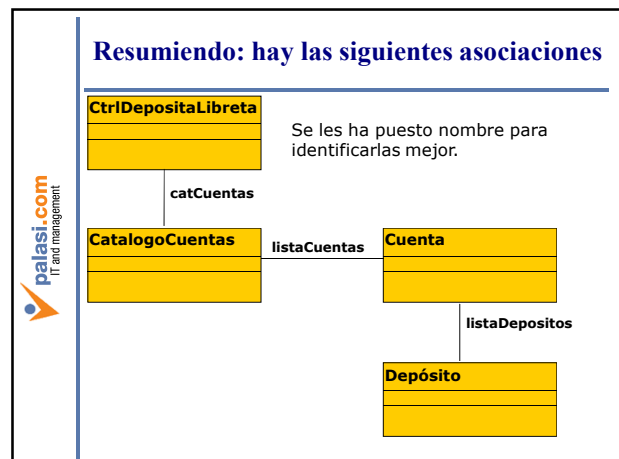 Resumiendo: hay las siguientes asociaciones
CtrlDepositaLibreta
Se les ha puesto nombre para
identificarlas mejor.
catCuentas
CatalogoCuentas
listaCuentas
Cuenta
listaDepositos
Depósito
palasi.com
IT and management